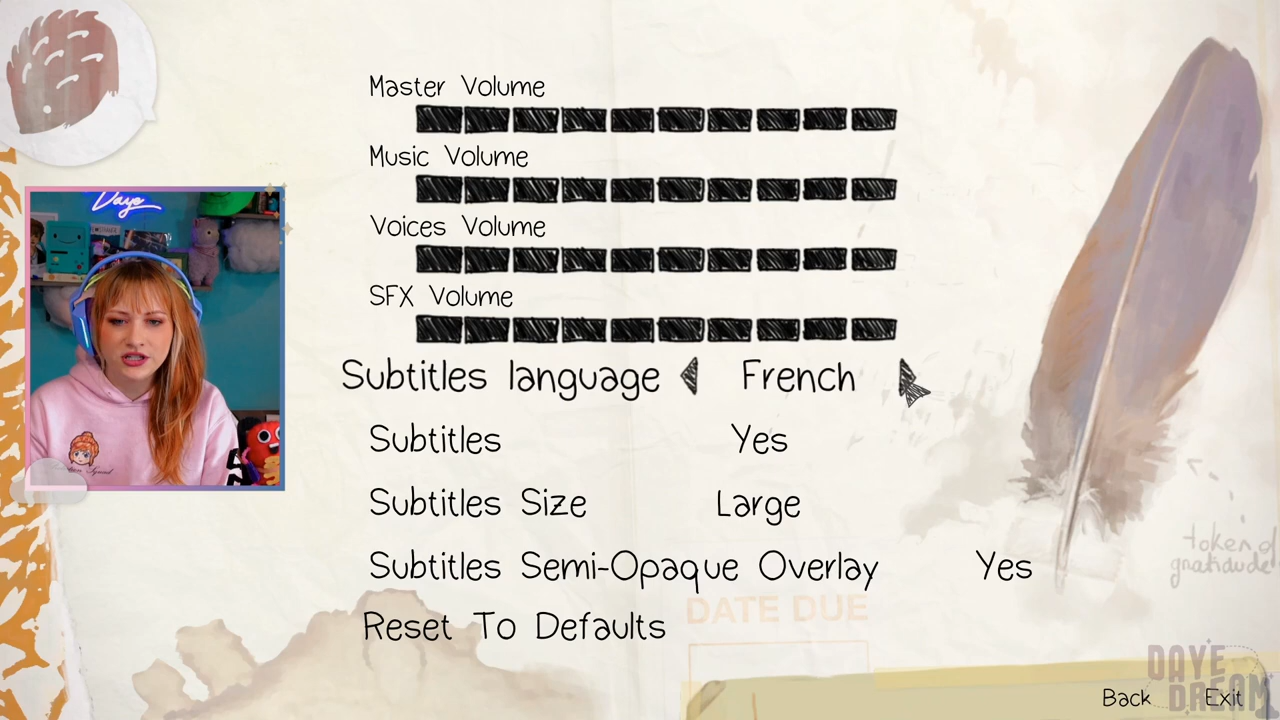 Master Volume
Music Volume
Voices Volume
SFX Volume
Subtitles language French
Subtitles Yes
Subtitles Size Large
Subtitles Semi-Opaque Overlay Yes
Reset To Defaults
DATE DUE
Daye
DAYE
DREAM
Back Exit